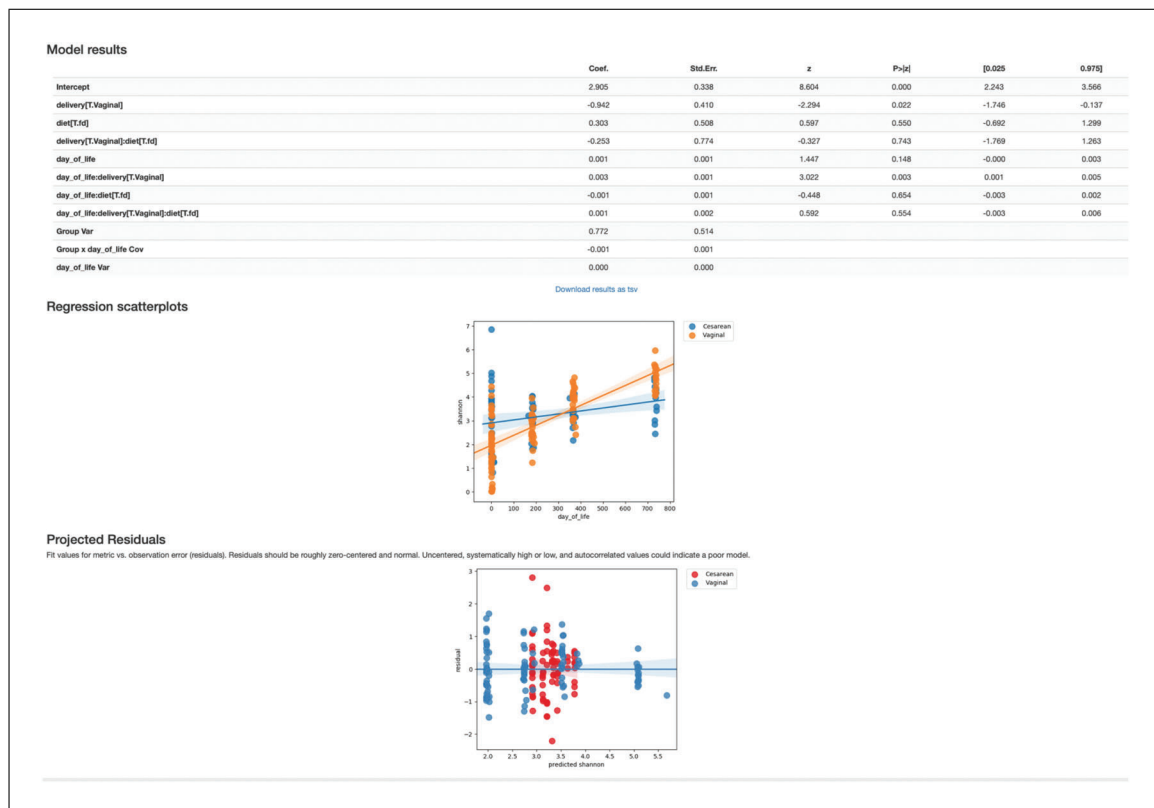 Model results
Coef. Std.Err. z P>|z| [0.025 0.975]
Intercept 2.905 0.338 8.604 0.000 2.243 3.566
delivery[T.Vaginal] -0.942 0.410 -2.294 0.022 -1.746 -0.137
diet[T.fd] 0.303 0.508 0.597 0.550 -0.692 1.299
delivery[T.Vaginal]:diet[T.fd] -0.253 0.774 -0.327 0.743 -1.769 1.263
day_of_life 0.001 0.001 1.447 0.148 -0.000 0.003
day_of_life:delivery[T.Vaginal] 0.003 0.001 3.022 0.003 0.001 0.005
day_of_life:diet[T.fd] -0.001 0.001 -0.448 0.654 -0.003 0.002
day_of_life:delivery[T.Vaginal]:diet[T.fd] 0.001 0.002 0.592 0.554 -0.003 0.006
Group Var 0.772 0.514
Group x day_of_life Cov -0.001 0.001
day_of_life Var 0.000 0.000
Download results as tsv
Regression scatterplots
7
6
5
4
3
2
1
0
shannon
0 100 200 300 400 500 600 700 800
day_of_life
Cesarean
Vaginal
Projected Residuals
Fit values for metric vs. observation error (residuals). Residuals should be roughly zero-centered and normal. Uncentered, systematically high or low, and autocorrelated values could indicate a poor model.
3
2
1
0
−1
−2
residual
2.0 2.5 3.0 3.5 4.0 4.5 5.0 5.5
predicted shannon
Cesarean
Vaginal